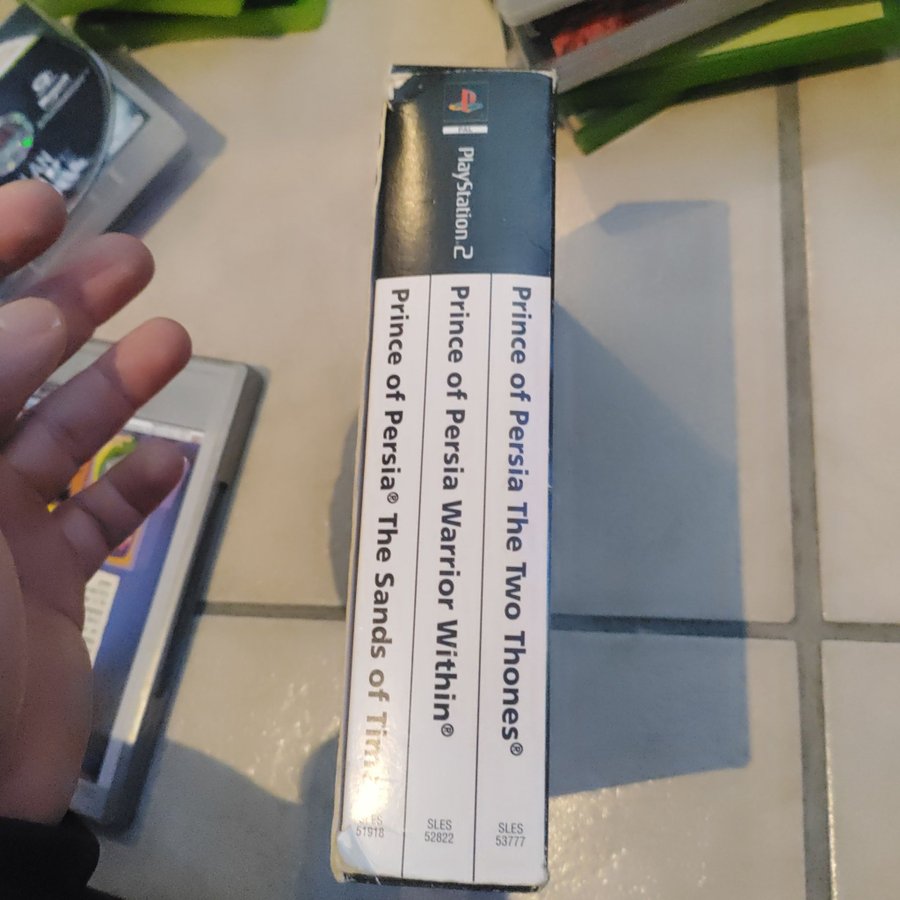 PAL
PlayStation 2
Prince of Persia The Two Thones®
SLES
53777
Prince of Persia Warrior Within®
SLES
52822
Prince of Persia® The Sands of Time
SLES
51918